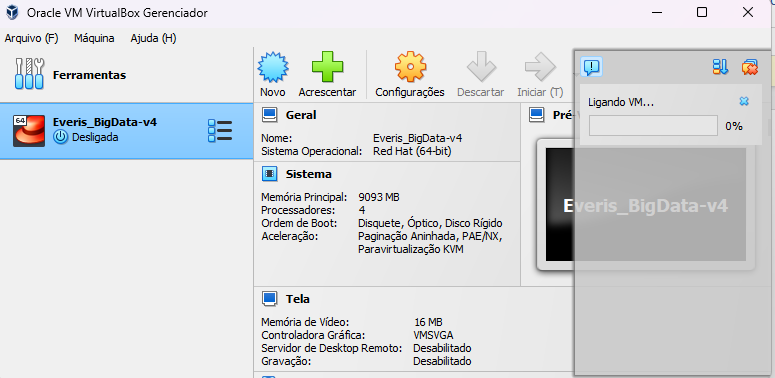 Oracle VM VirtualBox Gerenciador
Arquivo (F) Máquina Ajuda (H)
Ferramentas
Novo Acrescentar Configurações Descartar Iniciar (T)
64
Everis_BigData-v4
Desligada
Geral
Nome: Everis_BigData-v4
Sistema Operacional: Red Hat (64-bit)
Sistema
Memória Principal: 9093 MB
Processadores: 4
Ordem de Boot: Disquete, Óptico, Disco Rígido
Aceleração: Paginação Aninhada, PAE/NX,
Paravirtualização KVM
Tela
Memória de Vídeo: 16 MB
Controladora Gráfica: VMSVGA
Servidor de Desktop Remoto: Desabilitado
Gravação: Desabilitado
Pré-
Everis_BigData-v4
Ligando VM...
0%